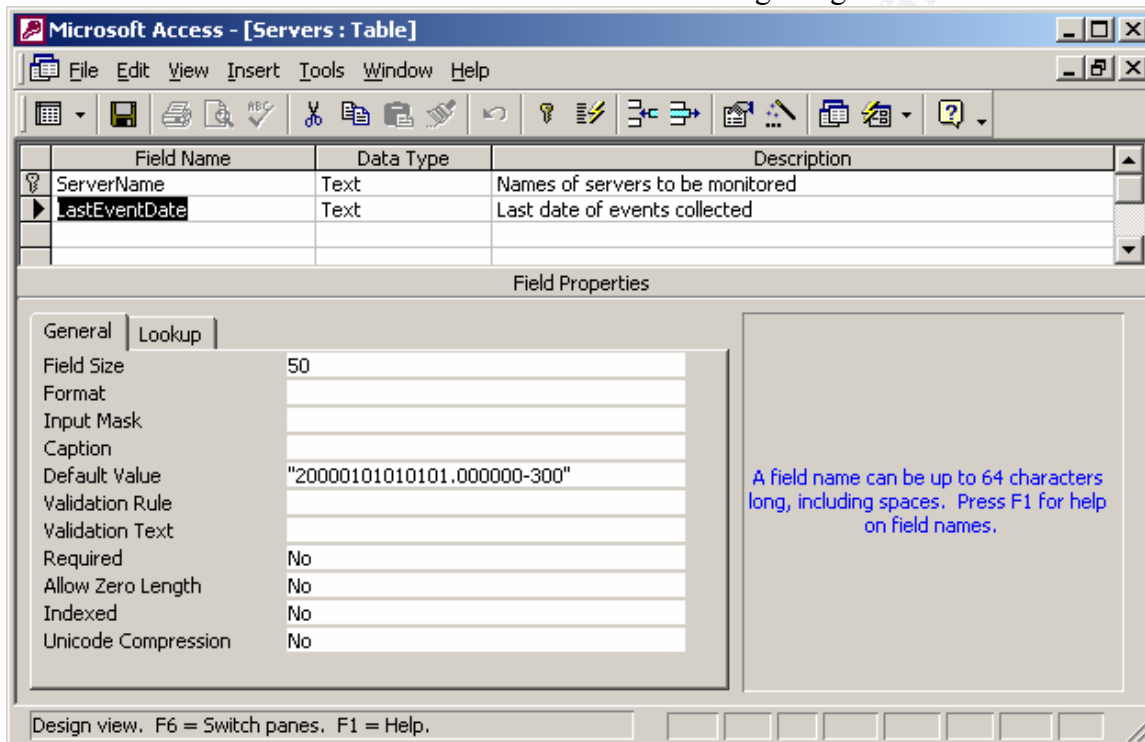 Microsoft Access - [Servers : Table]
File Edit View Insert Tools Window Help
Field Name Data Type Description
ServerName Text Names of servers to be monitored
LastEventDate Text Last date of events collected
Field Properties
General Lookup
Field Size 50
Format
Input Mask
Caption
Default Value "20000101010101.000000-300"
Validation Rule
Validation Text
Required No
Allow Zero Length No
Indexed No
Unicode Compression No
A field name can be up to 64 characters
long, including spaces. Press F1 for help
on field names.
Design view. F6 = Switch panes. F1 = Help.